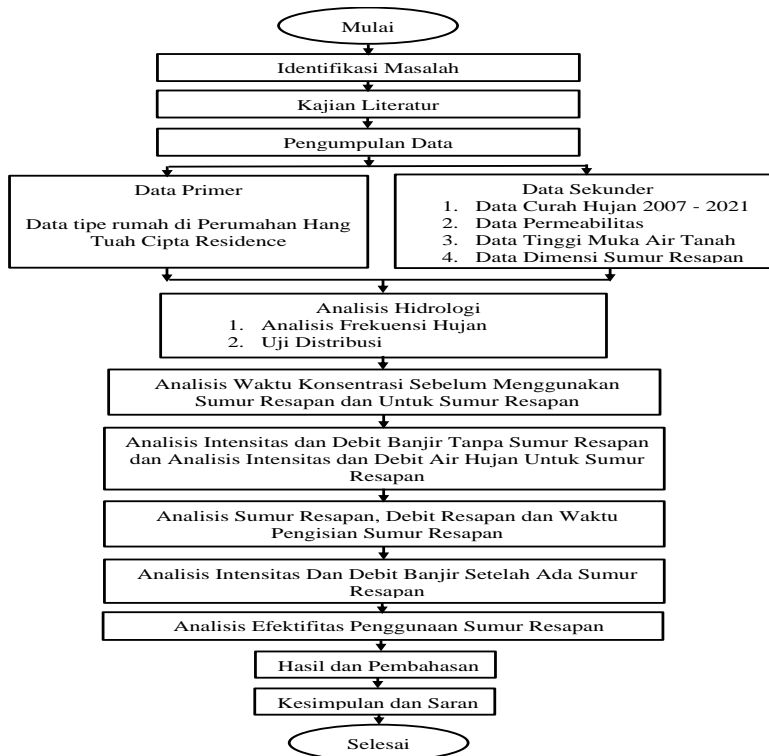 Mulai
Identifikasi Masalah
Kajian Literatur
Pengumpulan Data
Data Primer
Data tipe rumah di Perumahan Hang
Tuah Cipta Residence
Data Sekunder
1. Data Curah Hujan 2007 - 2021
2. Data Permeabilitas
3. Data Tinggi Muka Air Tanah
4. Data Dimensi Sumur Resapan
Analisis Hidrologi
1. Analisis Frekuensi Hujan
2. Uji Distribusi
Analisis Waktu Konsentrasi Sebelum Menggunakan
Sumur Resapan dan Untuk Sumur Resapan
Analisis Intensitas dan Debit Banjir Tanpa Sumur Resapan
dan Analisis Intensitas dan Debit Air Hujan Untuk Sumur
Resapan
Analisis Sumur Resapan, Debit Resapan dan Waktu
Pengisian Sumur Resapan
Analisis Intensitas Dan Debit Banjir Setelah Ada Sumur
Resapan
Analisis Efektifitas Penggunaan Sumur Resapan
Hasil dan Pembahasan
Kesimpulan dan Saran
Selesai